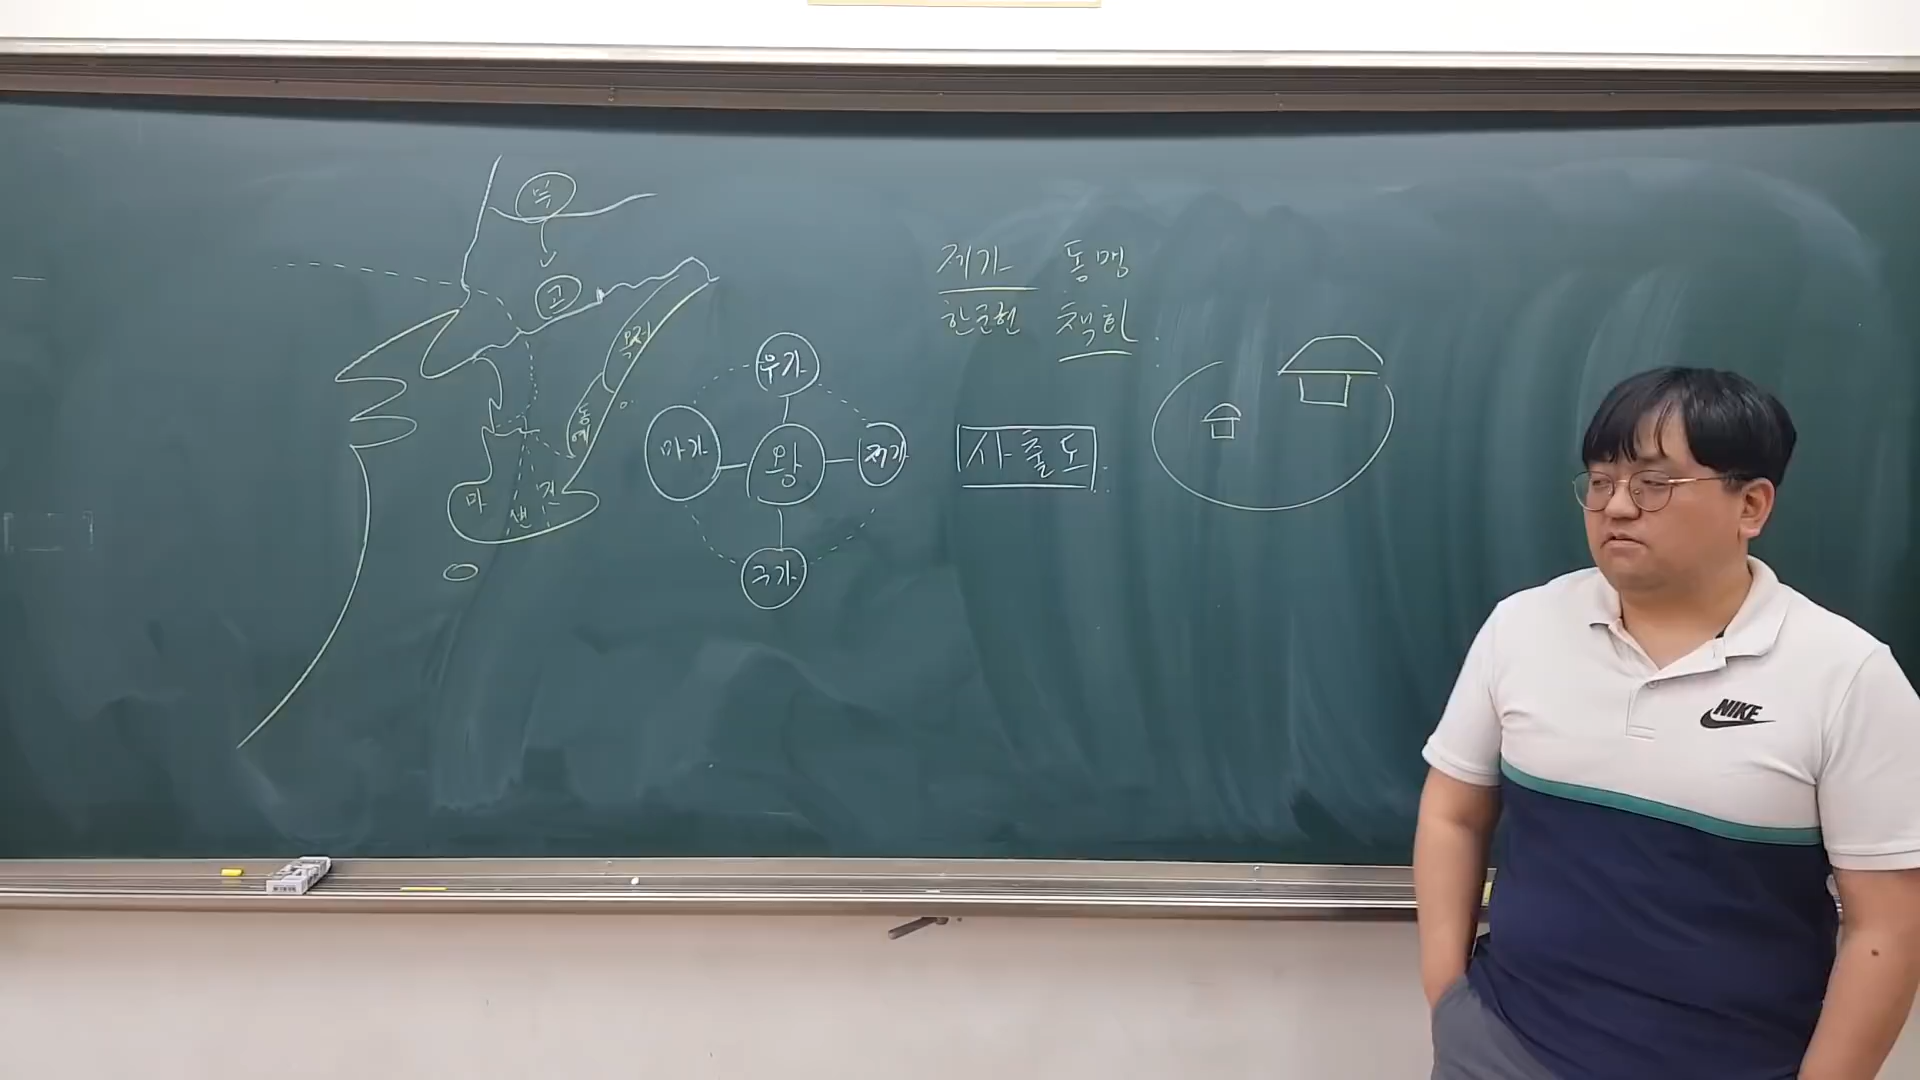 부
고
옥저
동예
마 변 진
우가
마가 왕 저가
구가
제가 동맹
한군현 책화
사출도
NIKE